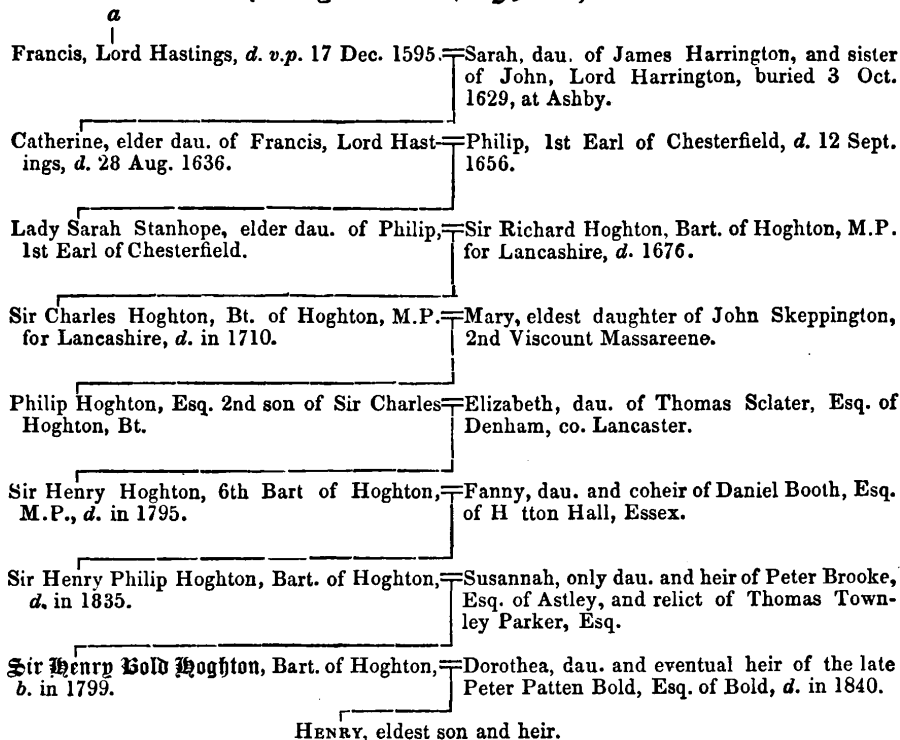 a
Francis, Lord Hastings, d. v.p. 17 Dec. 1595.
Sarah, dau. of James Harrington, and sister
of John, Lord Harrington, buried 3 Oct.
1629, at Ashby.
Catherine, elder dau. of Francis, Lord Hast-
ings, d. 28 Aug. 1636.
Philip, 1st Earl of Chesterfield, d. 12 Sept.
1656.
Lady Sarah Stanhope, elder dau. of Philip,
1st Earl of Chesterfield.
Sir Richard Hoghton, Bart. of Hoghton, M.P.
for Lancashire, d. 1676.
Sir Charles Hoghton, Bt. of Hoghton, M.P.
for Lancashire, d. in 1710.
Mary, eldest daughter of John Skeppington,
2nd Viscount Massareene.
Philip Hoghton, Esq. 2nd son of Sir Charles
Hoghton, Bt.
Elizabeth, dau. of Thomas Sclater, Esq. of
Denham, co. Lancaster.
Sir Henry Hoghton, 6th Bart of Hoghton,
M.P., d. in 1795.
Fanny, dau. and coheir of Daniel Booth, Esq.
of H tton Hall, Essex.
Sir Henry Philip Hoghton, Bart. of Hoghton,
d. in 1835.
Susannah, only dau. and heir of Peter Brooke,
Esq. of Astley, and relict of Thomas Town-
ley Parker, Esq.
Sir Henry Bold Hoghton, Bart. of Hoghton,
b. in 1799.
Dorothea, dau. and eventual heir of the late
Peter Patten Bold, Esq. of Bold, d. in 1840.
HENRY, eldest son and heir.